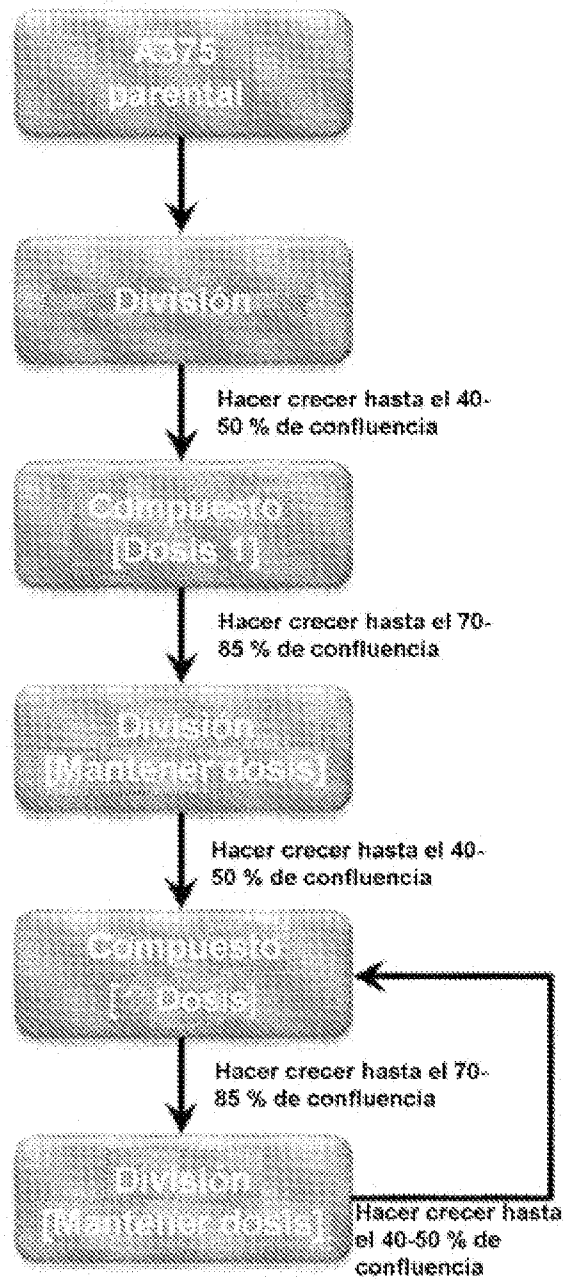 A375
parental
División
Hacer crecer hasta el 40-
50 % de confluencia
Compuesto
[Dosis 1]
Hacer crecer hasta el 70-
85 % de confluencia
División
[Mantener dosis]
Hacer crecer hasta el 40-
50 % de confluencia
Compuesto
Dosis]
Hacer crecer hasta el 70-
85 % de confluencia
División
[Mantener dosis]
Hacer crecer hasta
el 40-50 % de
confluencia